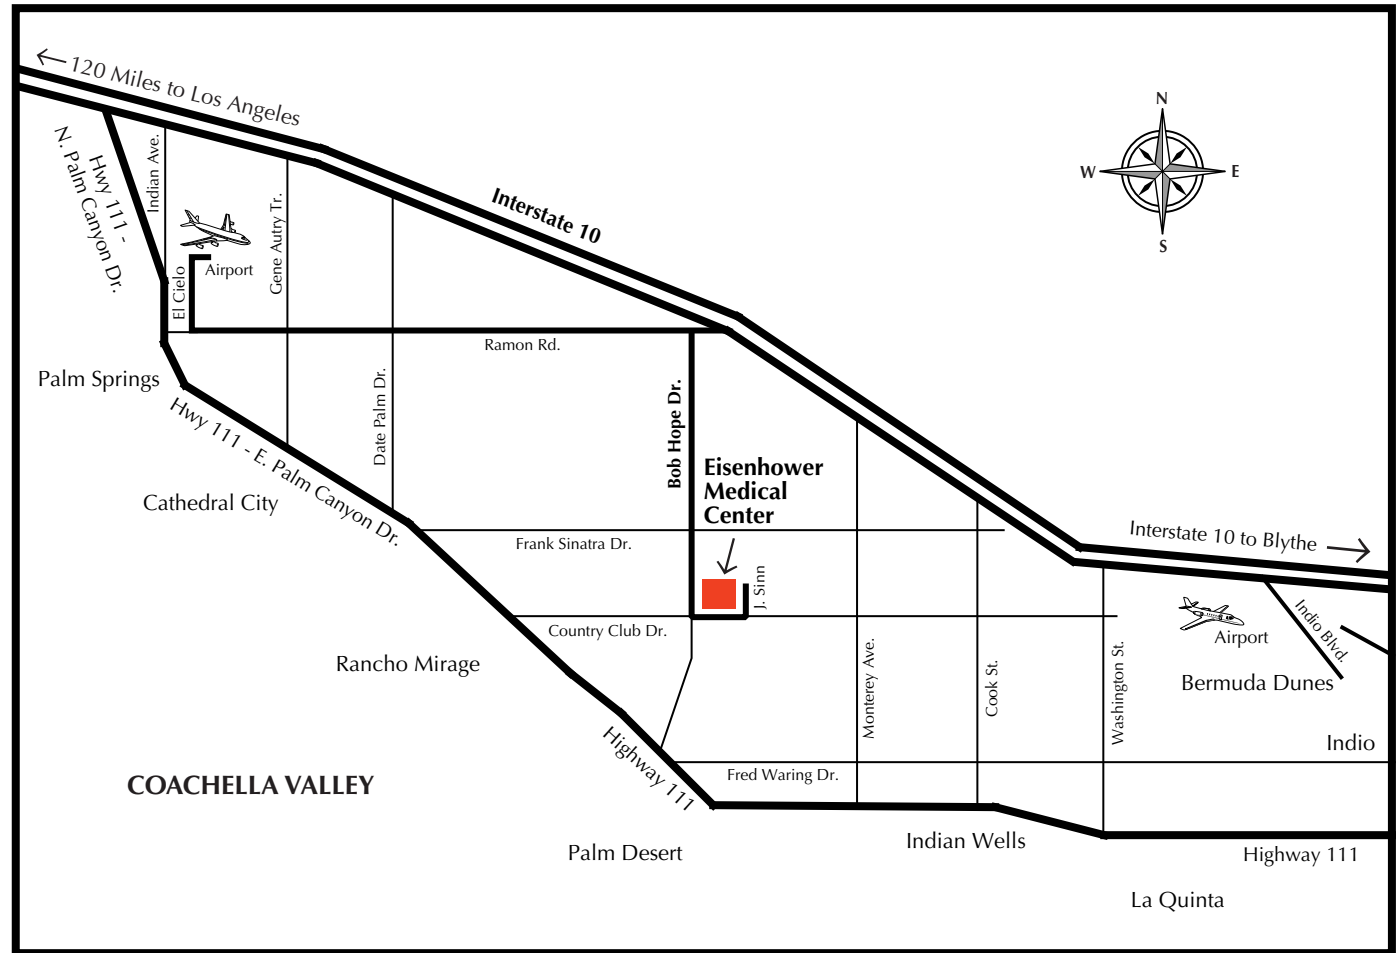 120 Miles to Los Angeles
N
W
E
S
Hwy 111 -
N. Palm Canyon Dr.
Indian Ave.
Gene Autry Tr.
Interstate 10
Airport
El Cielo
Ramon Rd.
Palm Springs
Date Palm Dr.
Bob Hope Dr.
Hwy 111 - E. Palm Canyon Dr.
Eisenhower
Medical
Center
Cathedral City
Frank Sinatra Dr.
Interstate 10 to Blythe
J. Sinn
Country Club Dr.
Indio Blvd.
Airport
Rancho Mirage
Monterey Ave.
Cook St.
Washington St.
Bermuda Dunes
Indio
Highway 111
Fred Waring Dr.
COACHELLA VALLEY
Palm Desert
Indian Wells
Highway 111
La Quinta